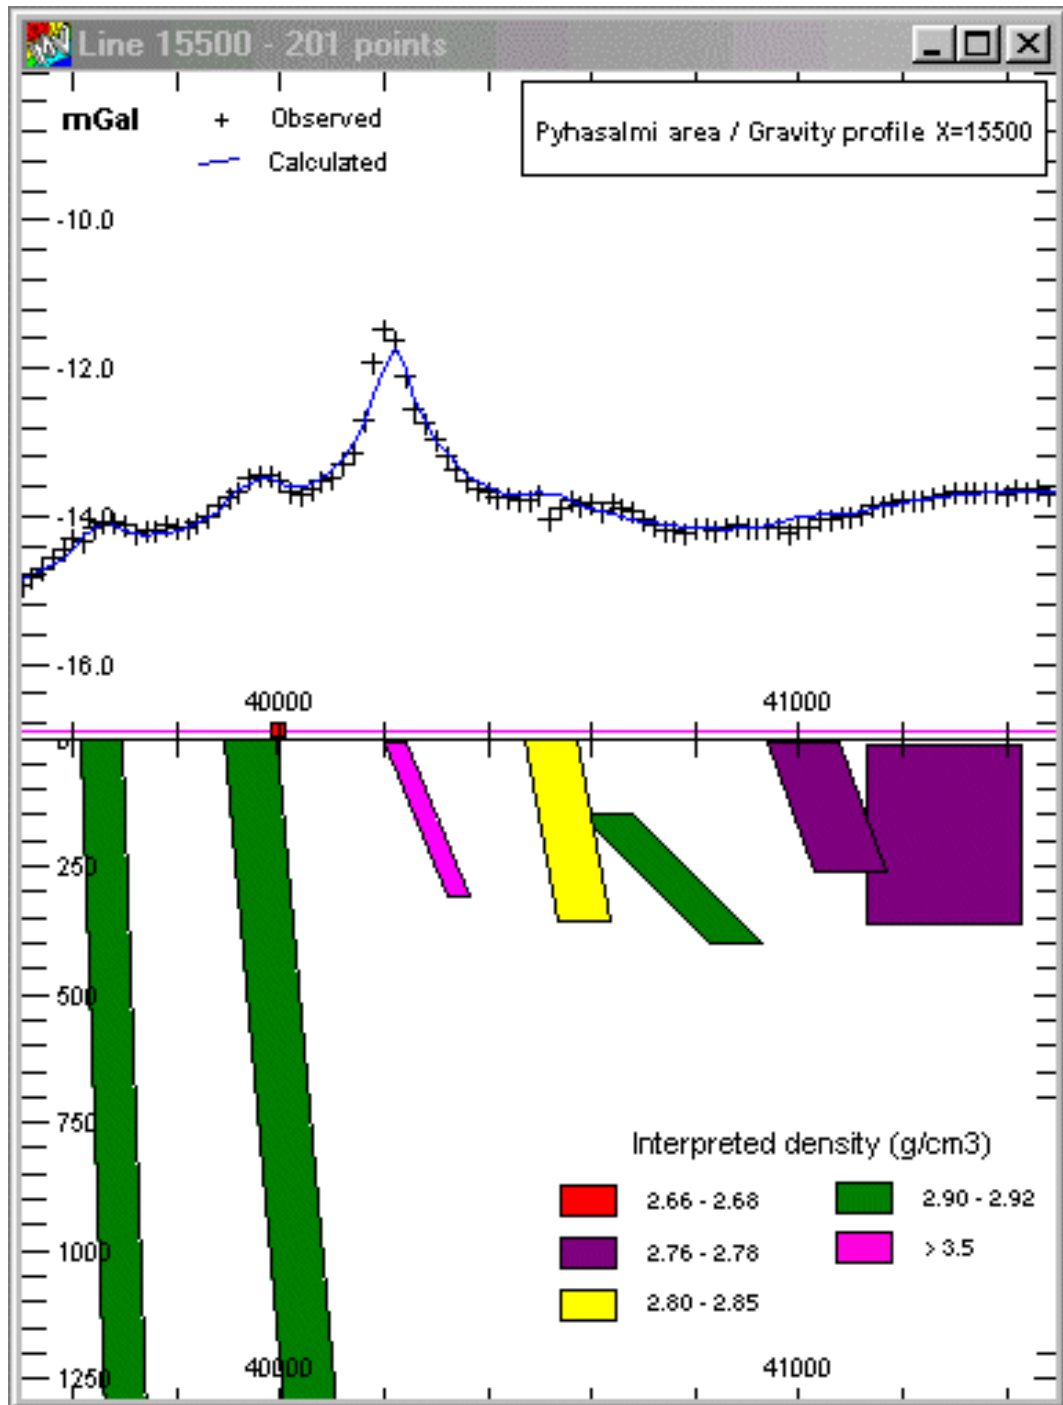 Line 15500 - 201 points
mGal
+ Observed
Calculated
Pyhasalmi area / Gravity profile X=15500
-10.0
-12.0
-14.0
-16.0
40000 41000
0
250
500
750
1000
1250
Interpreted density (g/cm3)
2.66 - 2.68 2.90 - 2.92
2.76 - 2.78 > 3.5
2.80 - 2.85
40000 41000